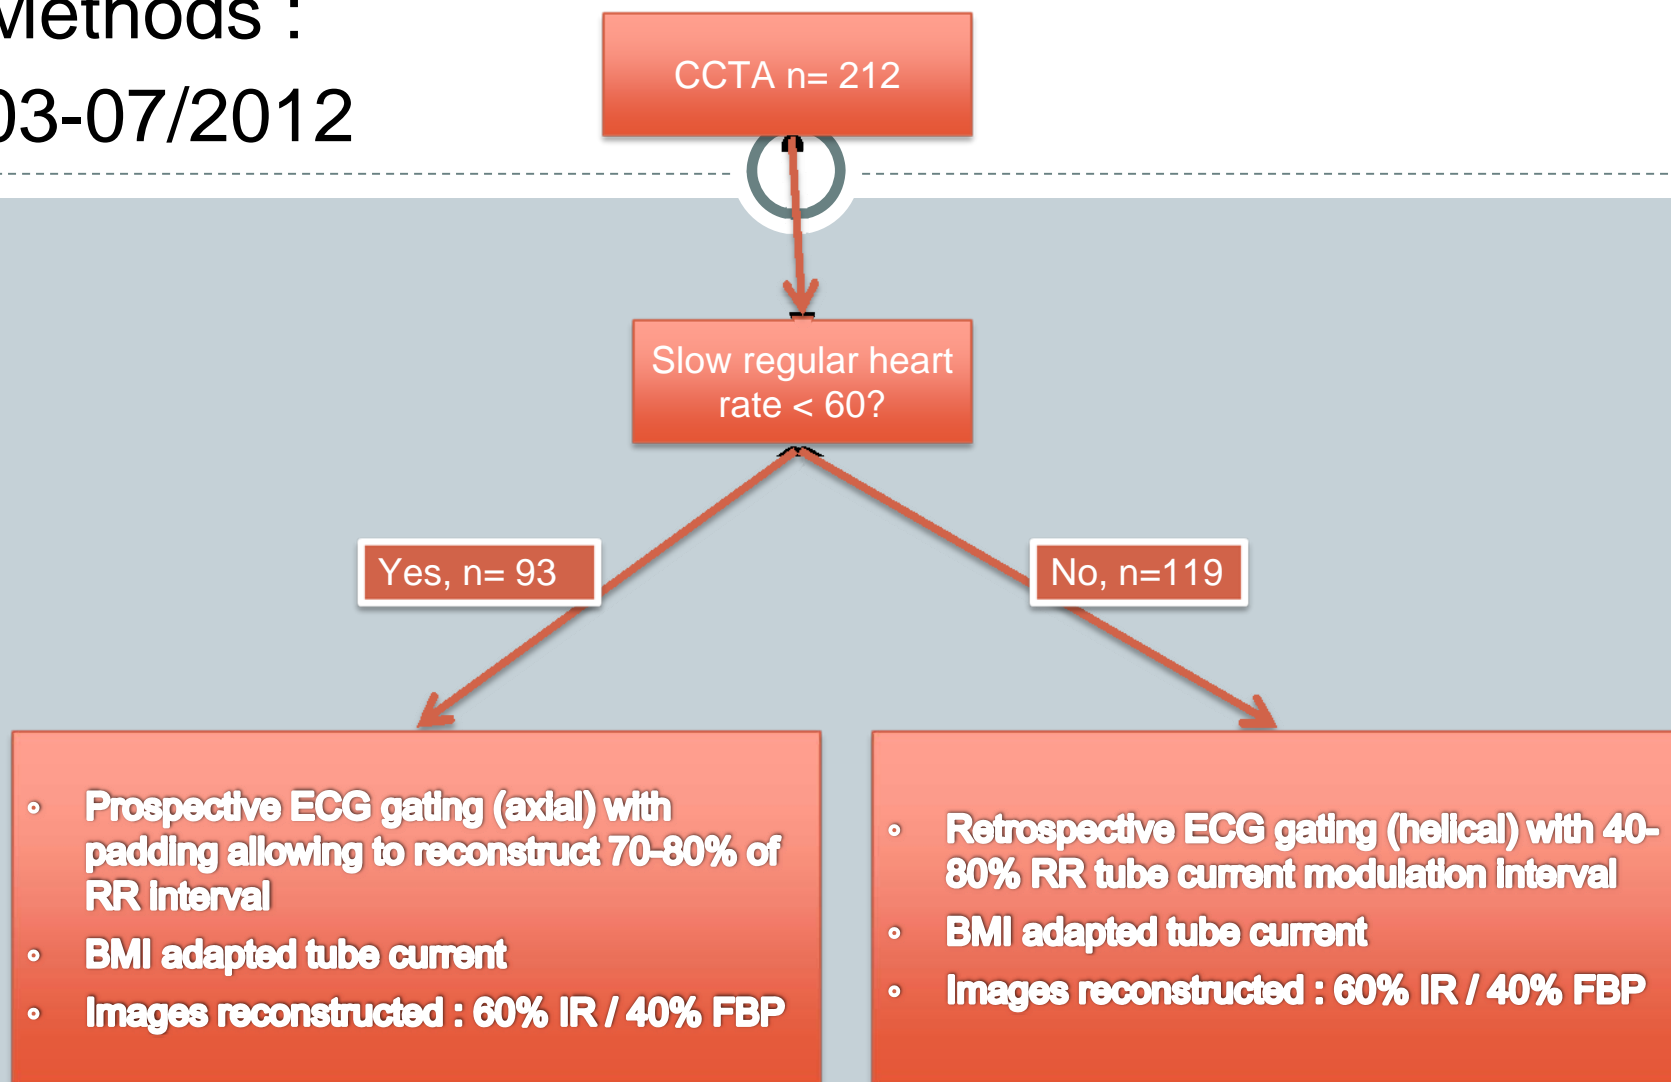 Methods :
03-07/2012
CCTA n= 212
Slow regular heart
rate < 60?
Yes, n= 93
No, n=119
◦ Prospective ECG gating (axial) with
padding allowing to reconstruct 70-80% of
RR interval
◦ BMI adapted tube current
◦ Images reconstructed : 60% IR / 40% FBP
◦ Retrospective ECG gating (helical) with 40-
80% RR tube current modulation interval
◦ BMI adapted tube current
◦ Images reconstructed : 60% IR / 40% FBP